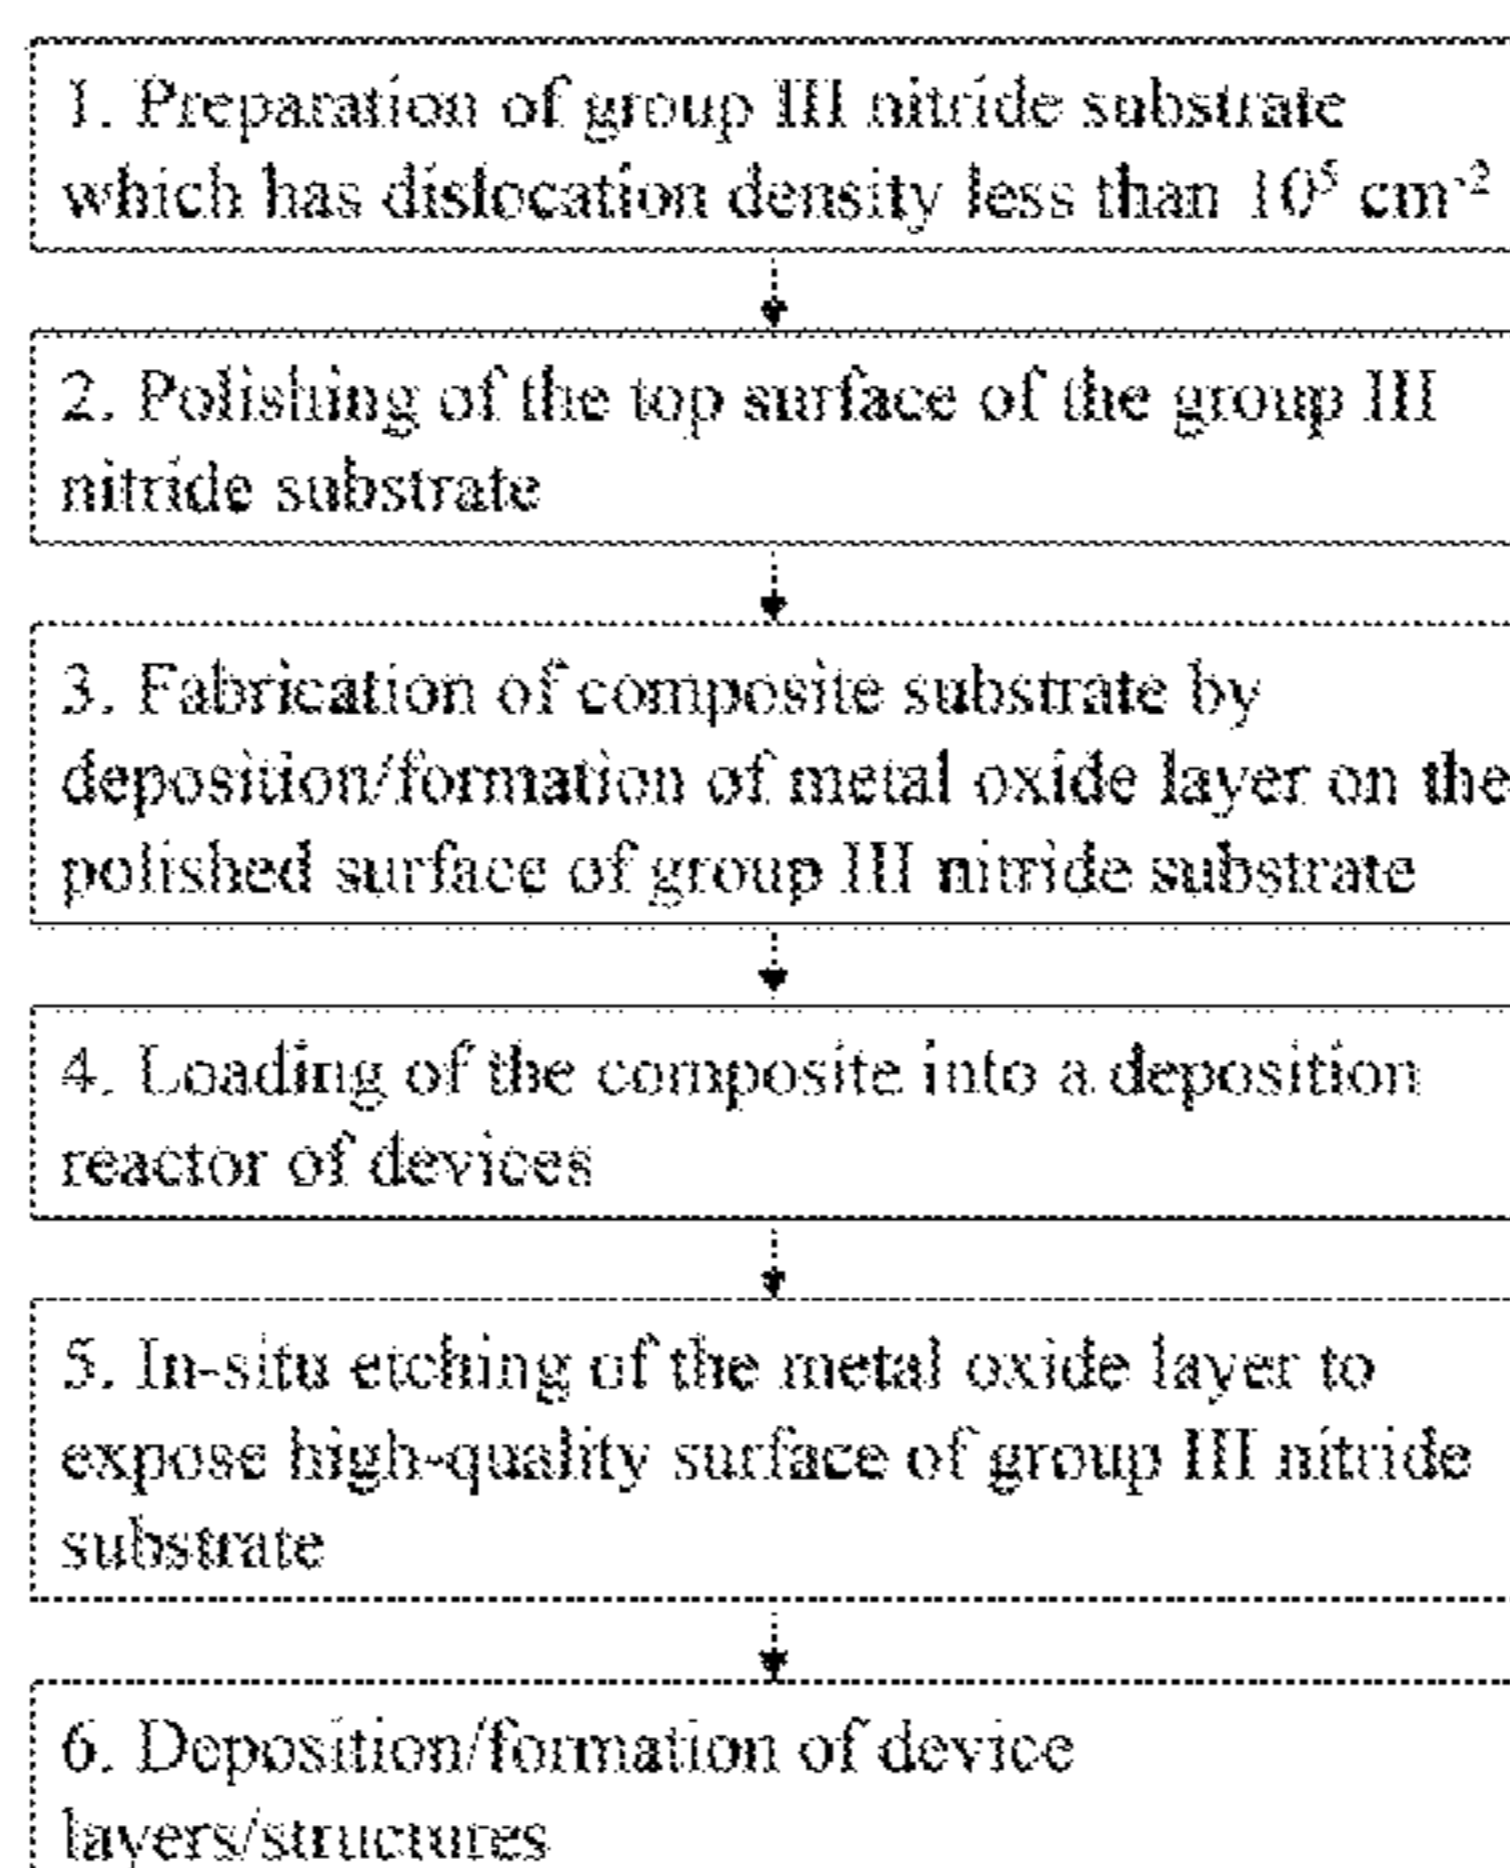 1. Preparation of group III nitride substrate
which has dislocation density less than 10⁵ cm⁻²
2. Polishing of the top surface of the group III
nitride substrate
3. Fabrication of composite substrate by
deposition/formation of metal oxide layer on the
polished surface of group III nitride substrate
4. Loading of the composite into a deposition
reactor of devices
5. In-situ etching of the metal oxide layer to
expose high-quality surface of group III nitride
substrate
6. Deposition/formation of device
layers/structures